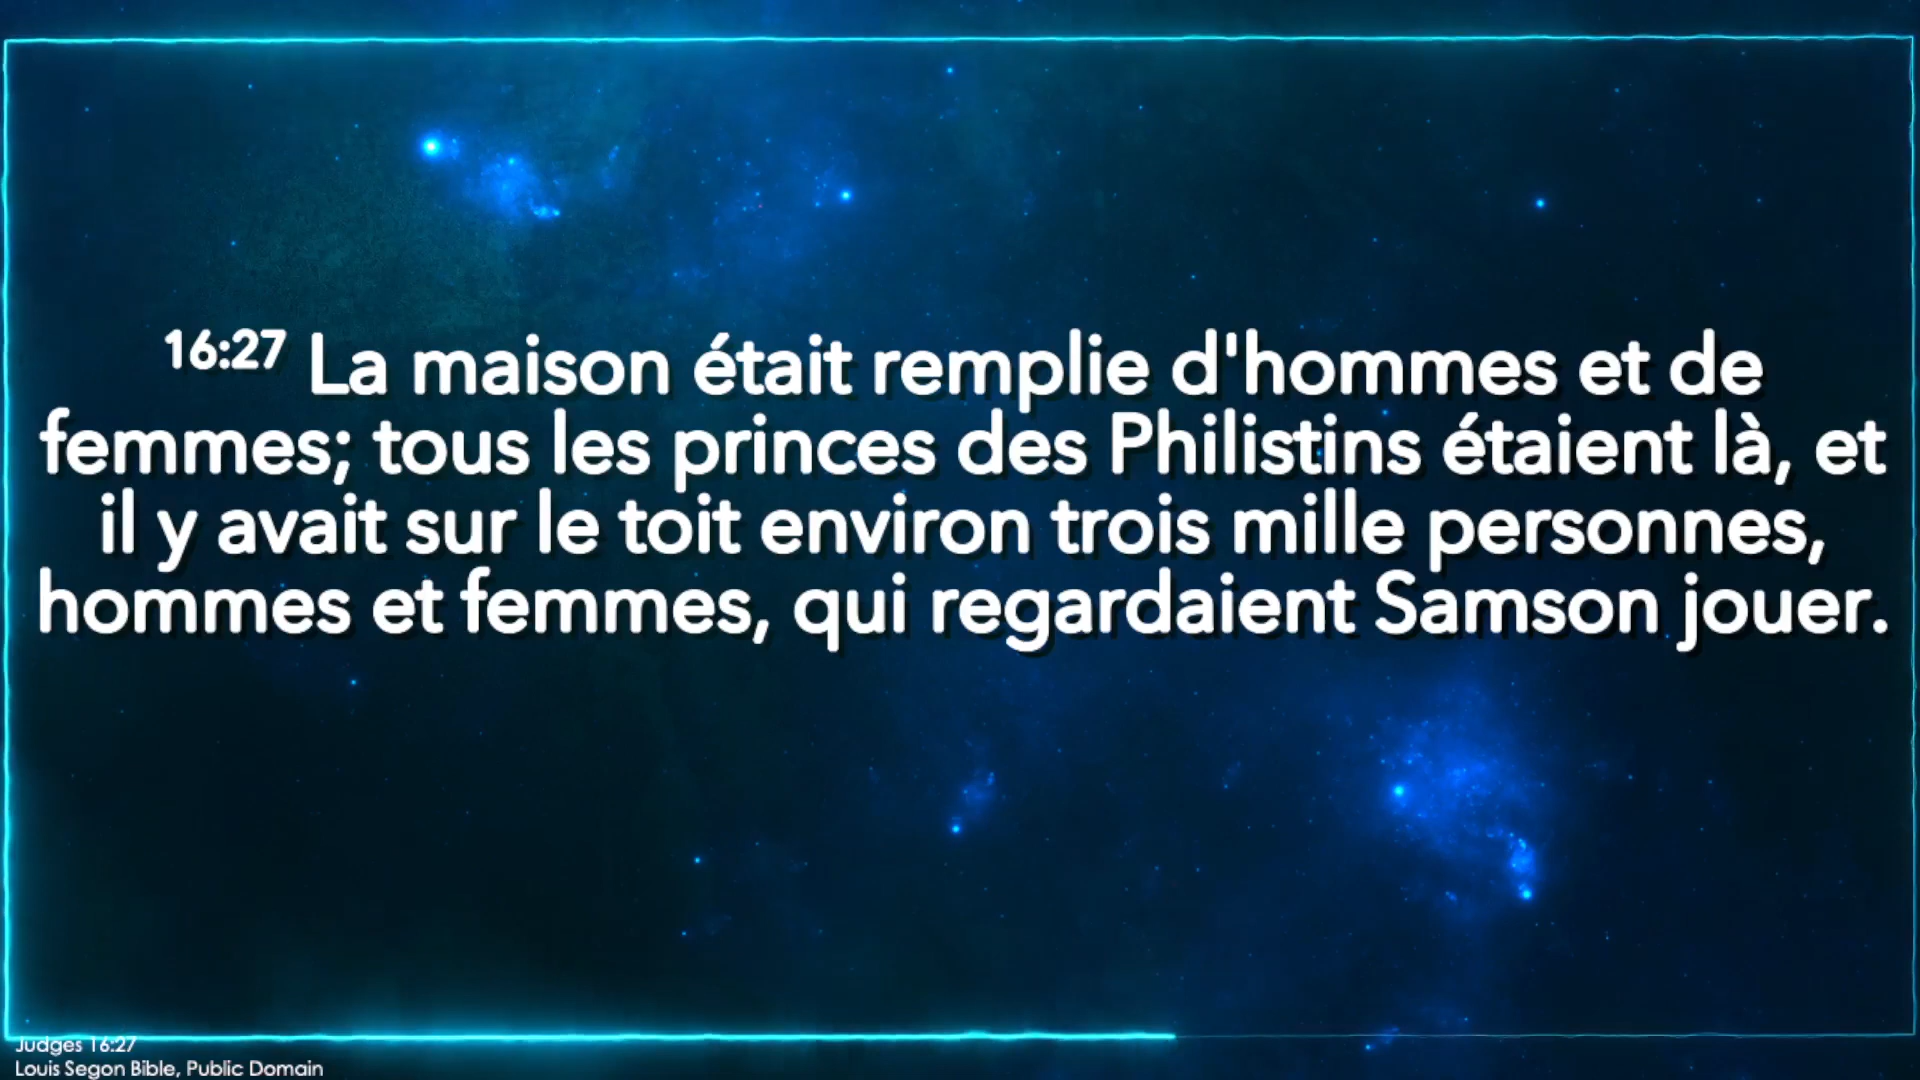 16:27 La maison était remplie d'hommes et de
femmes; tous les princes des Philistins étaient là, et
il y avait sur le toit environ trois mille personnes,
hommes et femmes, qui regardaient Samson jouer.
Judges 16:27
Louis Segon Bible, Public Domain